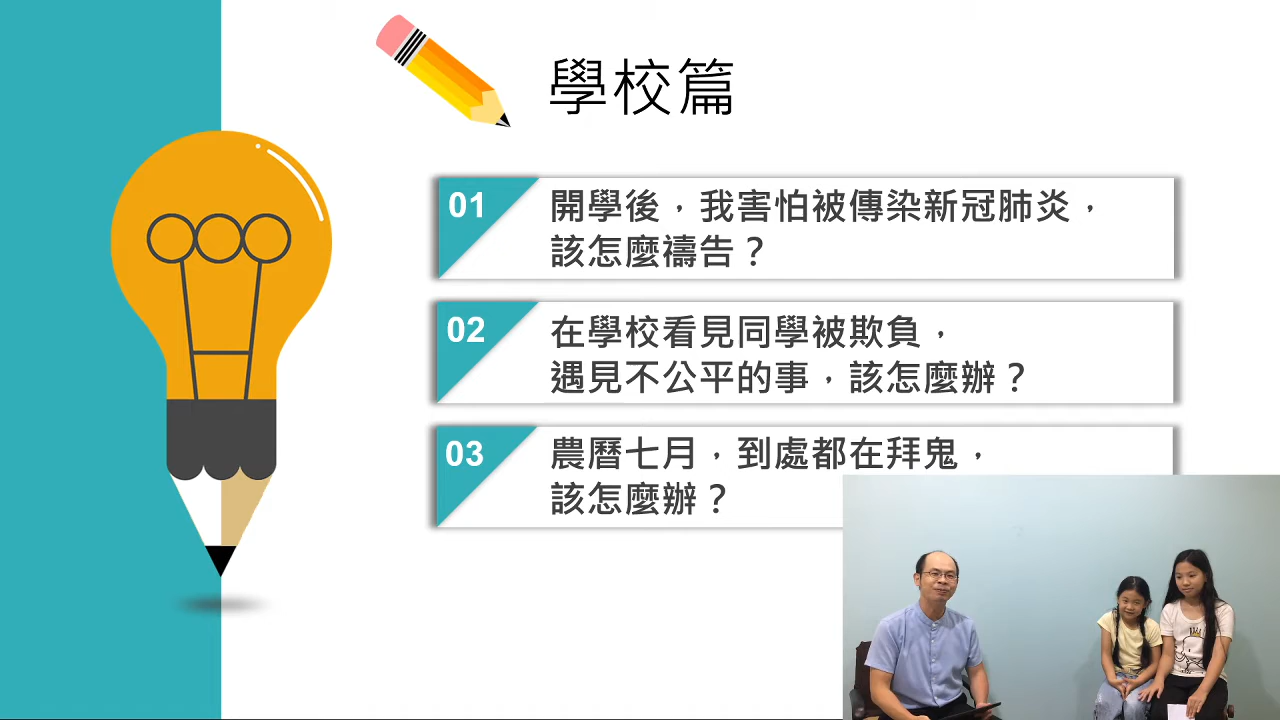 學校篇
01
開學後，我害怕被傳染新冠肺炎，
該怎麼禱告？
02
在學校看見同學被欺負，
遇見不公平的事，該怎麼辦？
03
農曆七月，到處都在拜鬼，
該怎麼辦？